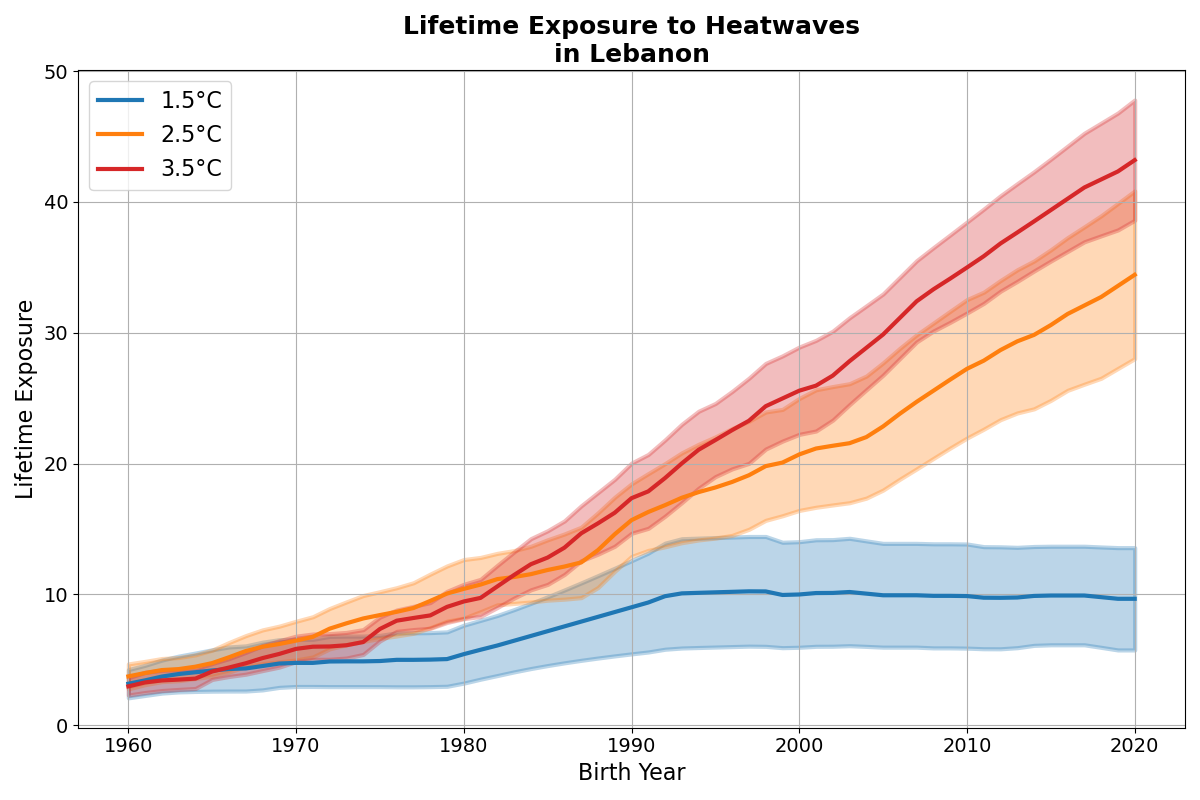 Lifetime Exposure to Heatwaves
in Lebanon
1.5°C
2.5°C
3.5°C
Lifetime Exposure
50
40
30
20
10
0
1960
1970
1980
1990
2000
2010
2020
Birth Year